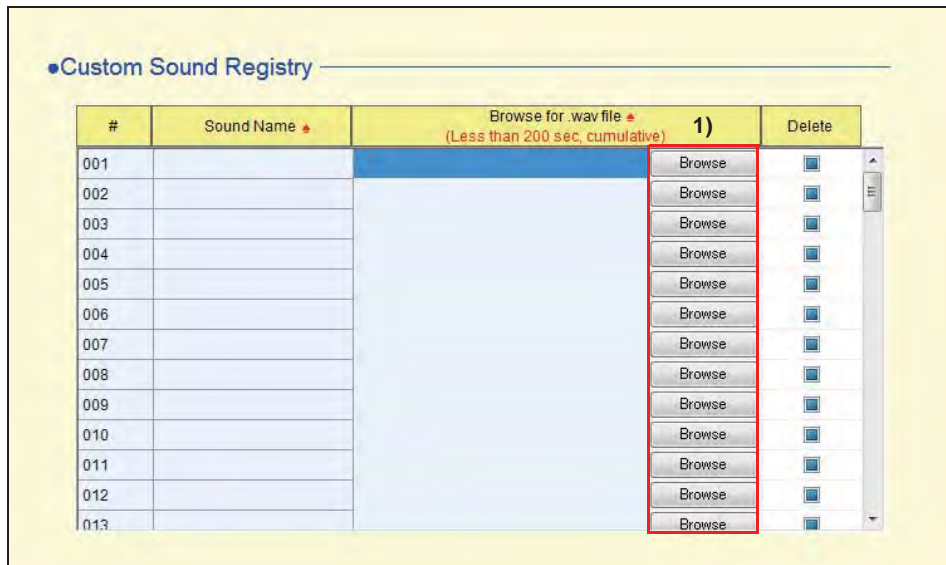 ●Custom Sound Registry
# Sound Name ♠ Browse for .wav file ♠ 1) Delete
(Less than 200 sec, cumulative)
001 Browse
002 Browse
003 Browse
004 Browse
005 Browse
006 Browse
007 Browse
008 Browse
009 Browse
010 Browse
011 Browse
012 Browse
013 Browse